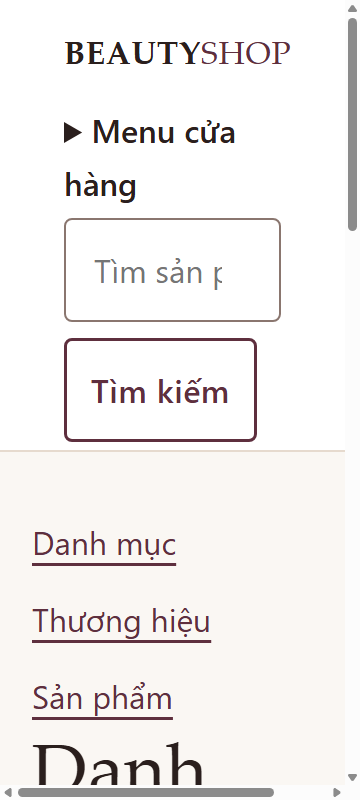 BEAUTYSHOP
Menu cửa
hàng
Tìm sản p
Tìm kiếm
Danh mục
Thương hiệu
Sản phẩm
Danh